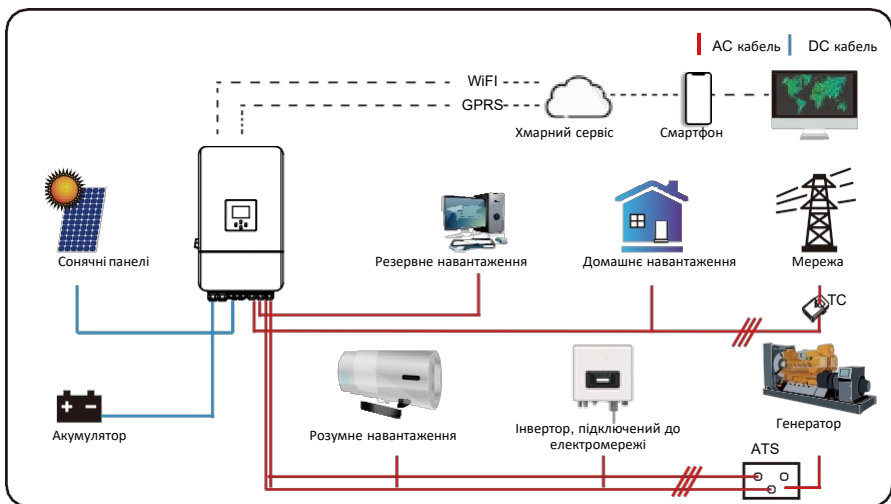 AC кабель
DC кабель
WiFI
GPRS
Хмарний сервіс
Смартфон
Сонячні панелі
Резервне навантаження
Домашнє навантаження
Мережа
TC
Акумулятор
Розумне навантаження
Інвертор, підключений до
електромережі
Генератор
ATS